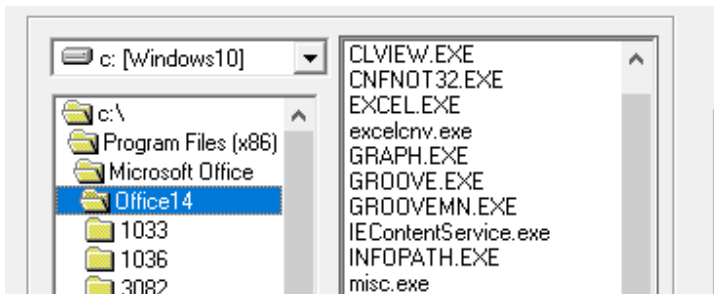 c: [Windows10]
c:\
Program Files (x86)
Microsoft Office
Office14
1033
1036
3082
CLVIEW.EXE
CNFNOT32.EXE
EXCEL.EXE
excelcnv.exe
GRAPH.EXE
GROOVE.EXE
GROOVEMN.EXE
IEContentService.exe
INFOPATH.EXE
misc.exe